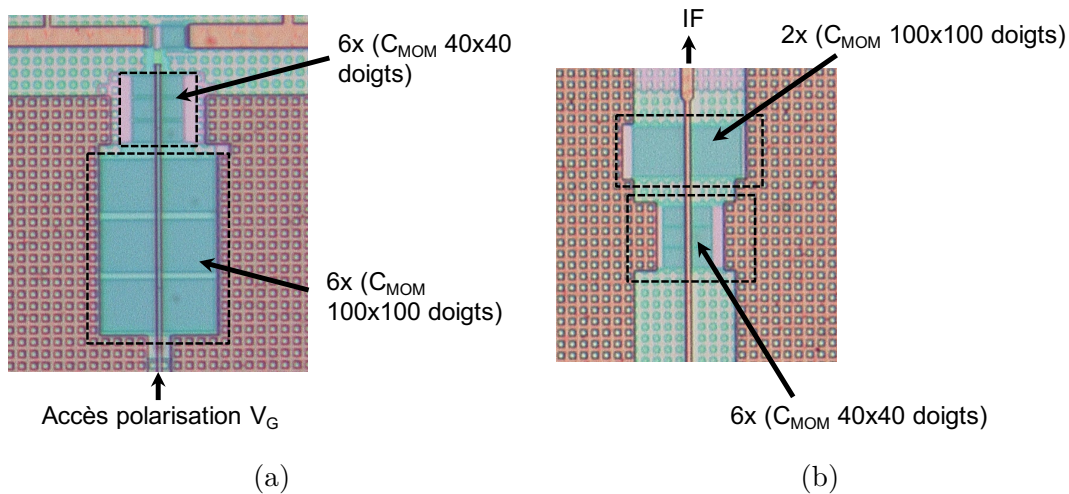 6x (CMOM 40x40
doigts)
6x (CMOM
100x100 doigts)
Accès polarisation VG
(a)
IF
2x (CMOM 100x100 doigts)
6x (CMOM 40x40 doigts)
(b)